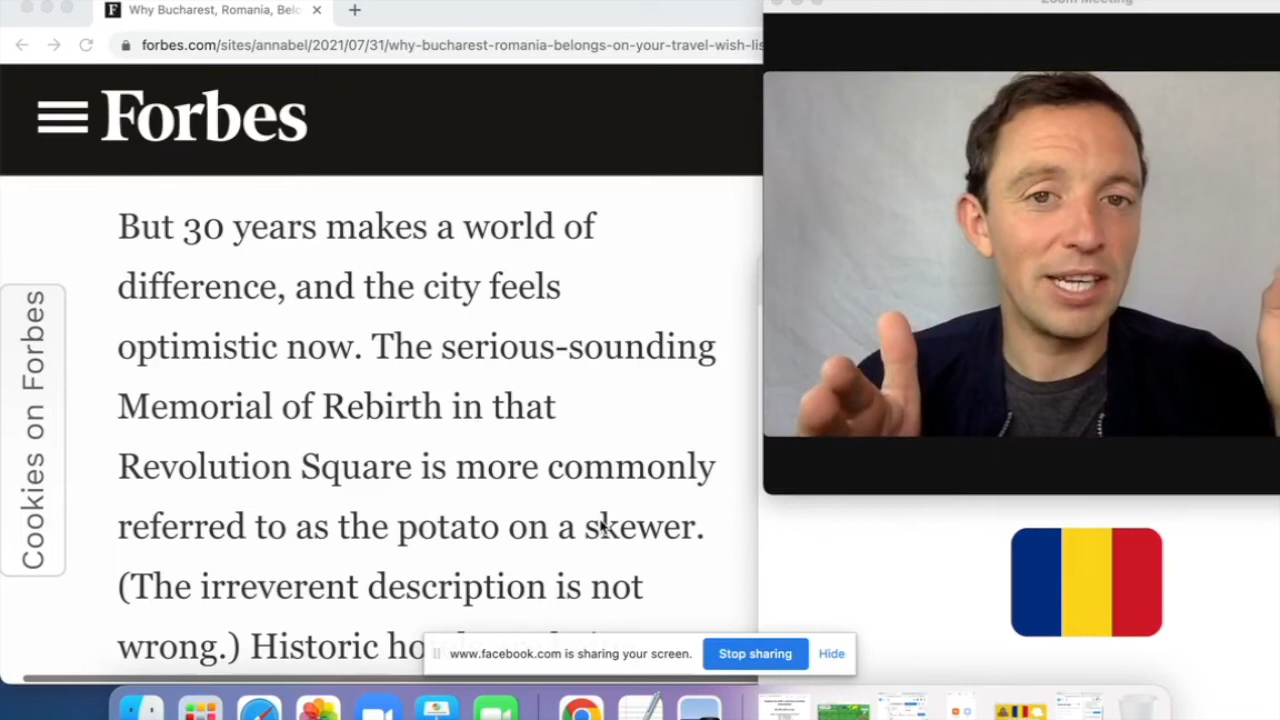 Why Bucharest, Romania, Belo
Zoom Meeting
forbes.com/sites/annabel/2021/07/31/why-bucharest-romania-belongs-on-your-travel-wish-lis
Forbes
Cookies on Forbes
But 30 years makes a world of
difference, and the city feels
optimistic now. The serious-sounding
Memorial of Rebirth in that
Revolution Square is more commonly
referred to as the potato on a skewer.
(The irreverent description is not
wrong.) Historic
www.facebook.com is sharing your screen.
Stop sharing
Hide